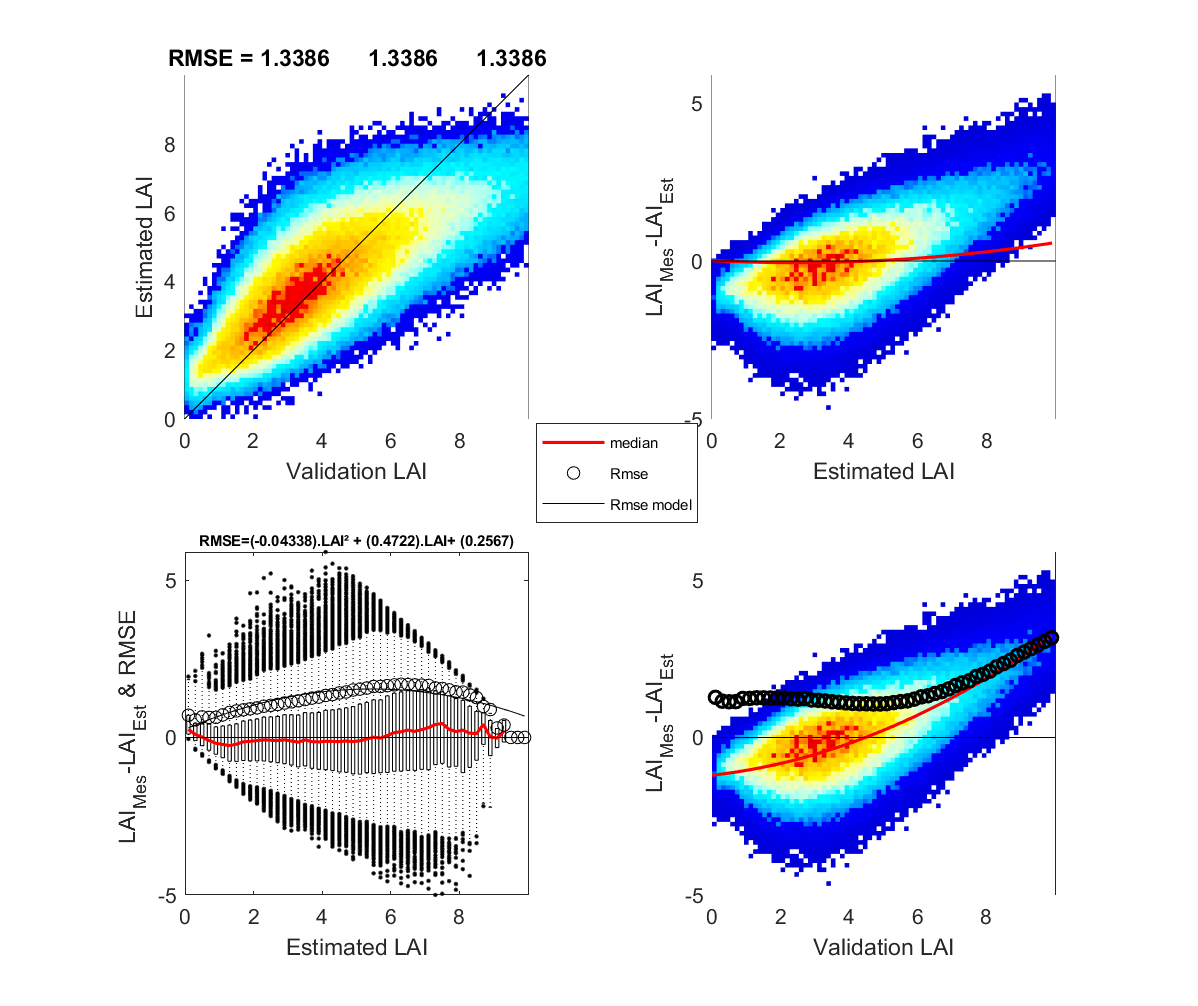 RMSE = 1.3386 1.3386 1.3386
8
6
4
2
0
Estimated LAI
0 2 4 6 8
Validation LAI
5
0
-5
LAIMes-LAIEst
0 2 4 6 8
Estimated LAI
median
Rmse
Rmse model
RMSE=(-0.04338).LAI² + (0.4722).LAI+ (0.2567)
5
0
-5
LAIMes-LAIEst & RMSE
0 2 4 6 8
Estimated LAI
5
0
-5
LAIMes-LAIEst
0 2 4 6 8
Validation LAI